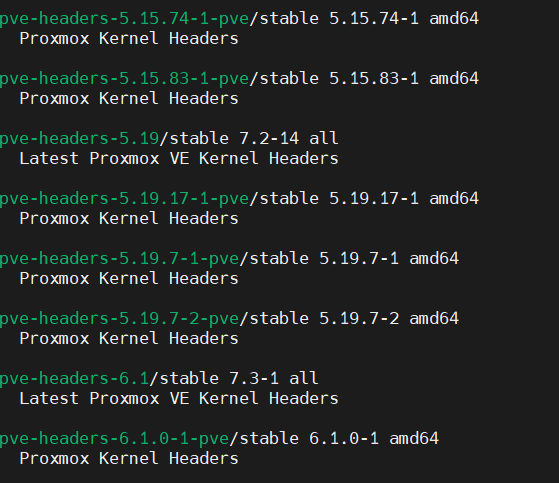 pve-headers-5.15.74-1-pve/stable 5.15.74-1 amd64
Proxmox Kernel Headers
pve-headers-5.15.83-1-pve/stable 5.15.83-1 amd64
Proxmox Kernel Headers
pve-headers-5.19/stable 7.2-14 all
Latest Proxmox VE Kernel Headers
pve-headers-5.19.17-1-pve/stable 5.19.17-1 amd64
Proxmox Kernel Headers
pve-headers-5.19.7-1-pve/stable 5.19.7-1 amd64
Proxmox Kernel Headers
pve-headers-5.19.7-2-pve/stable 5.19.7-2 amd64
Proxmox Kernel Headers
pve-headers-6.1/stable 7.3-1 all
Latest Proxmox VE Kernel Headers
pve-headers-6.1.0-1-pve/stable 6.1.0-1 amd64
Proxmox Kernel Headers